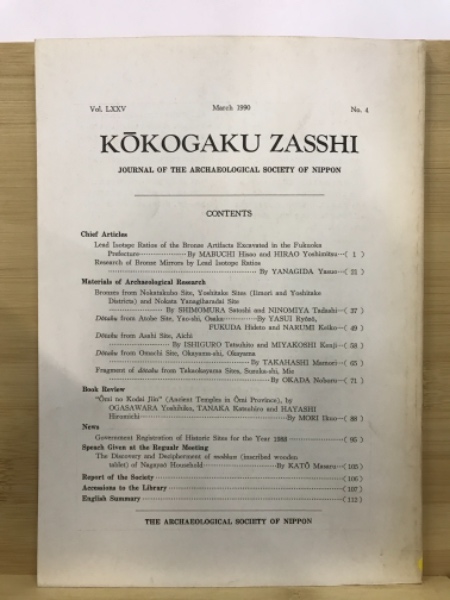 Vol. LXXV March 1990 No. 4
KŌKOGAKU ZASSHI
JOURNAL OF THE ARCHAEOLOGICAL SOCIETY OF NIPPON
CONTENTS
Chief Articles
Lead Isotope Ratios of the Bronze Artifacts Excavated in the Fukuoka
Prefecture By MABUCHI Hisao and HIRAO Yoshimitsu ( 1 )
Research of Bronze Mirrors by Lead Isotope Ratios
By YANAGIDA Yasuo ( 21 )
Materials of Archaeological Research
Bronzes from Nokatakubo Site, Yoshitake Sites (Iimori and Yoshitake
Districts) and Nokata Yanagibaradai Site
By SHIMOMURA Satoshi and NINOMIYA Tadashi ( 37 )
Dōtaku from Atobe Site, Yao-shi, Osaka By YASUI Ryōzō,
FUKUDA Hideto and NARUMI Keiko ( 49 )
Dōtaku from Asahi Site, Aichi
By ISHIGURO Tatsuhito and MIYAKOSHI Kenji ( 58 )
Dōtaku from Omachi Site, Okayama-shi, Okayama
By TAKAHASHI Mamori ( 65 )
Fragment of dōtaku from Takaokayama Sites, Suzuka-shi, Mie
By OKADA Noboru ( 71 )
Book Review
"Ōmi no Kodai Jiin" (Ancient Temples in Ōmi Province), by
OGASAWARA Yoshihiko, TANAKA Katsuhiro and HAYASHI
Hiromichi By MORI Ikuo ( 88 )
News
Government Registration of Historic Sites for the Year 1988 ( 95 )
Speach Given at the Regualr Meeting
The Discovery and Decipherment of mokkan (inscribed wooden
tablet) of Nagayaō Household By KATŌ Masaru ( 105 )
Report of the Society ( 106 )
Accessions to the Library ( 107 )
English Summary ( 112 )
THE ARCHAEOLOGICAL SOCIETY OF NIPPON